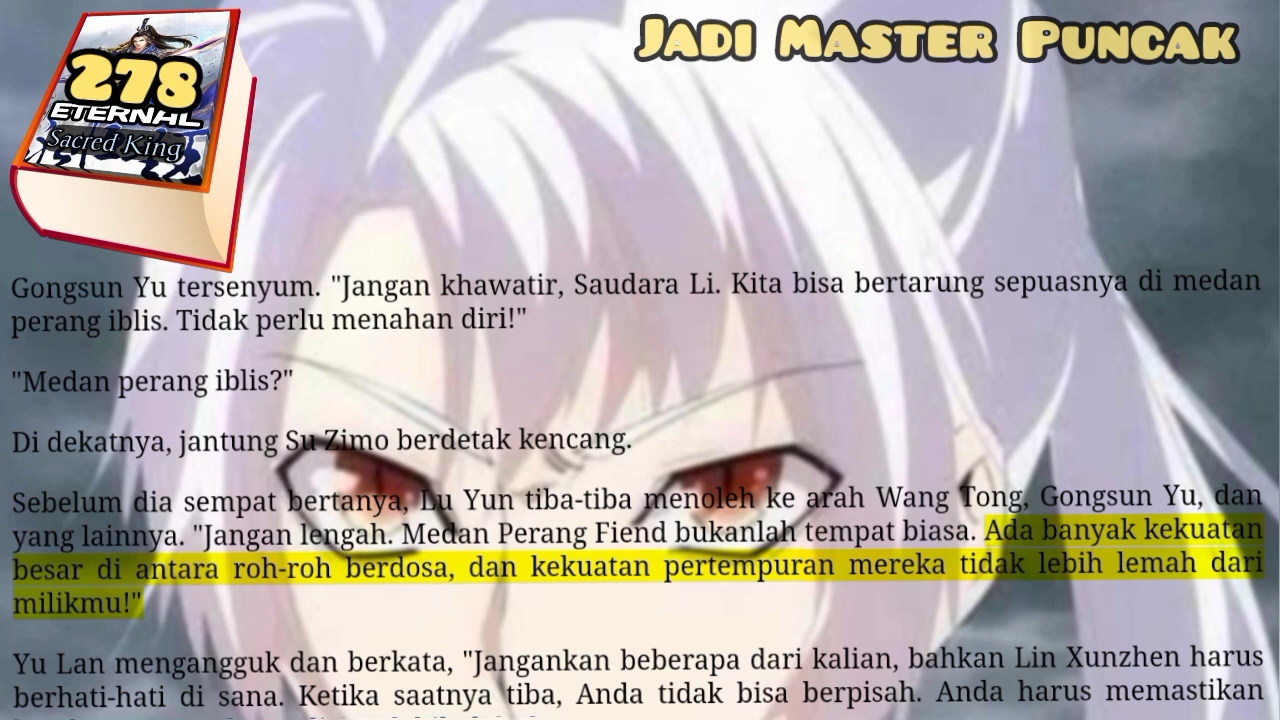 JADI MASTER PUNCAK
278
ETERNAL
Sacred King
Gongsun Yu tersenyum. "Jangan khawatir, Saudara Li. Kita bisa bertarung sepuasnya di medan
perang iblis. Tidak perlu menahan diri!"
"Medan perang iblis?"
Di dekatnya, jantung Su Zimo berdetak kencang.
Sebelum dia sempat bertanya, Lu Yun tiba-tiba menoleh ke arah Wang Tong, Gongsun Yu, dan
yang lainnya. "Jangan lengah. Medan Perang Fiend bukanlah tempat biasa. Ada banyak kekuatan
besar di antara roh-roh berdosa, dan kekuatan pertempuran mereka tidak lebih lemah dari
milikmu!"
Yu Lan mengangguk dan berkata, "Jangankan beberapa dari kalian, bahkan Lin Xunzhen harus
berhati-hati di sana. Ketika saatnya tiba, Anda tidak bisa berpisah. Anda harus memastikan